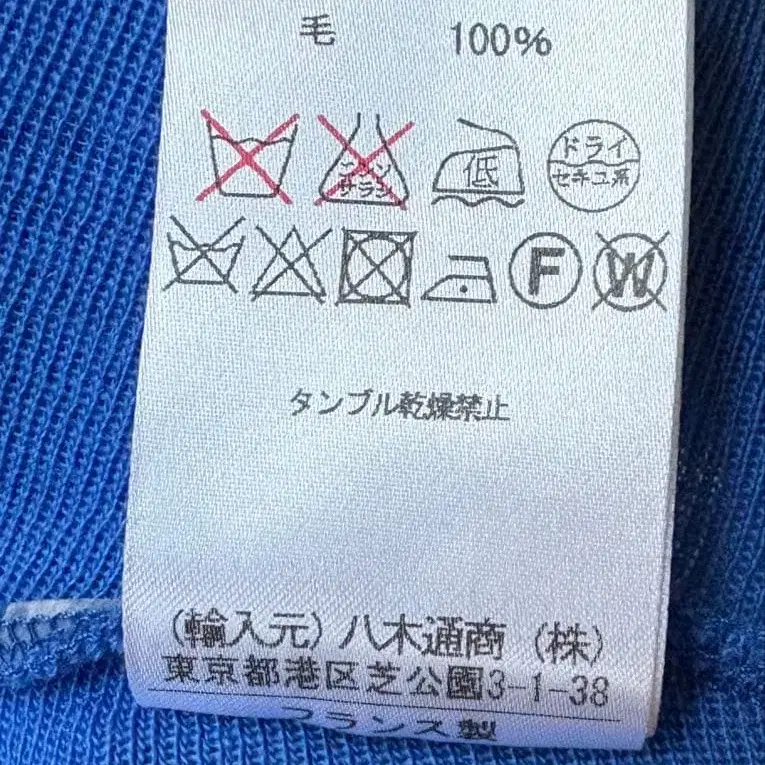 毛 100%
エンソ サラシ 低 ドライ セキユ系
F W
タンブル乾燥禁止
(輸入元) 八木通商 (株)
東京都港区芝公園3-1-38
フランス製